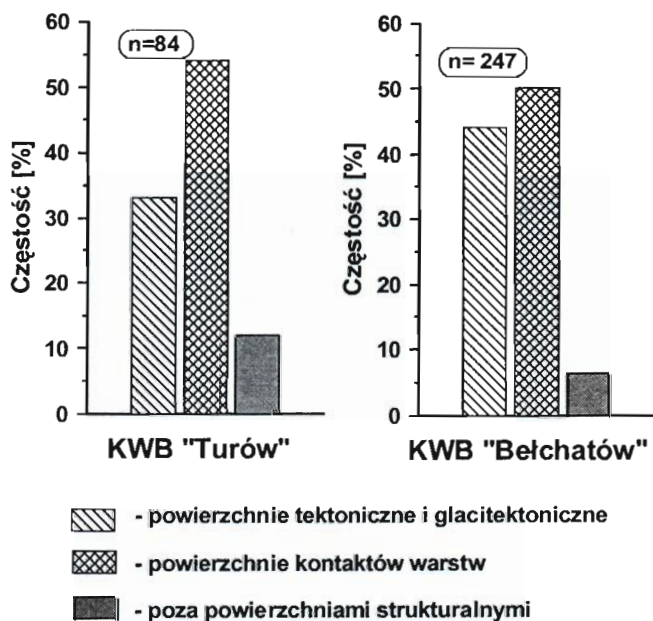 60
50
40
30
20
10
0
Częstość [%]
n=84
KWB "Turów"
60
50
40
30
20
10
0
Częstość [%]
n= 247
KWB "Bełchatów"
- powierzchnie tektoniczne i glacitektoniczne
- powierzchnie kontaktów warstw
- poza powierzchniami strukturalnymi